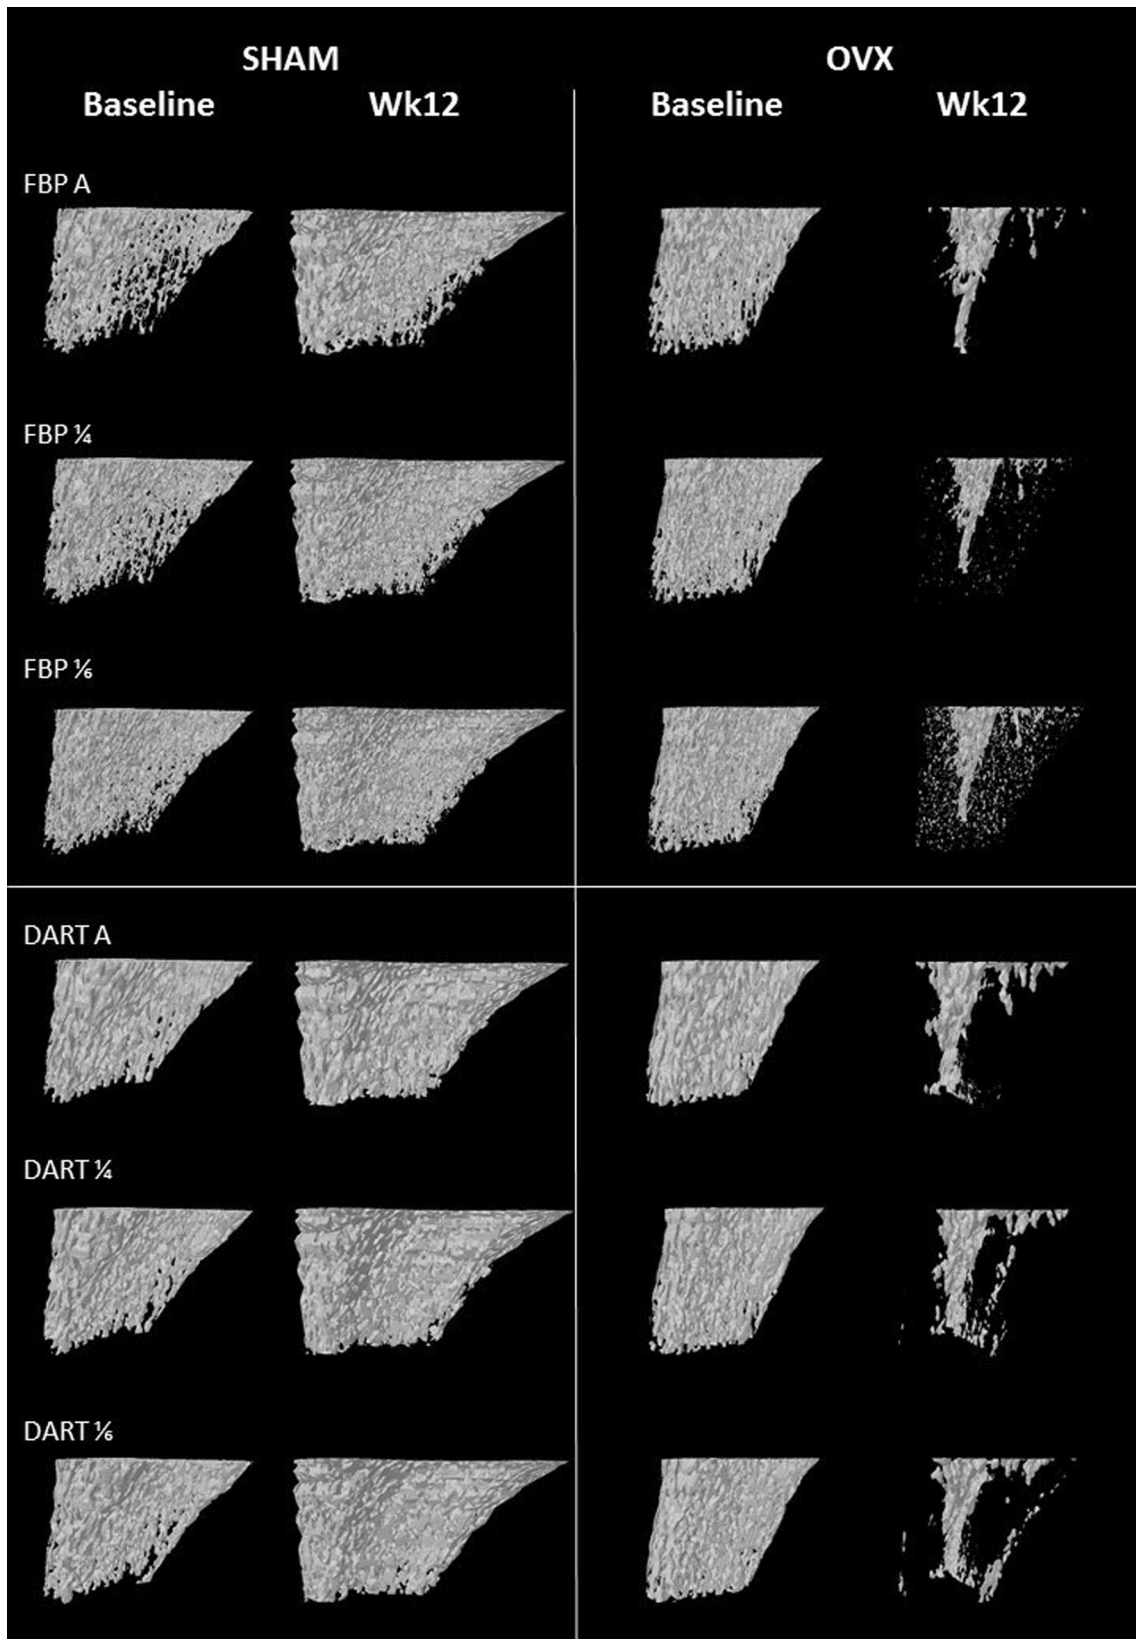 SHAM OVX
Baseline Wk12 Baseline Wk12
FBP A
FBP ¼
FBP ⅙
DART A
DART ¼
DART ⅙